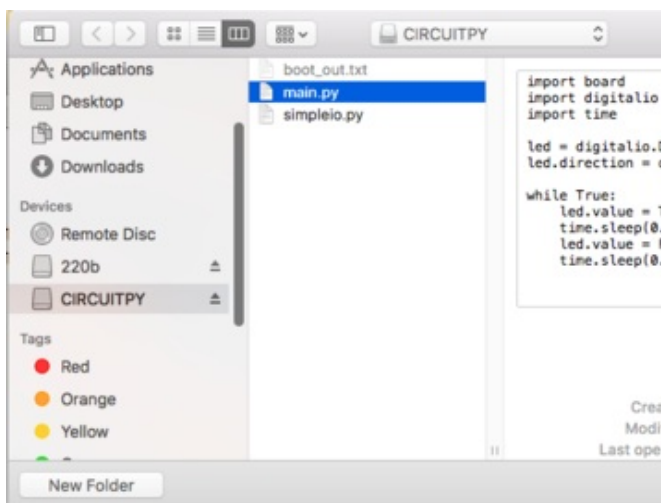 CIRCUITPY
Applications
Desktop
Documents
Downloads
Devices
Remote Disc
220b
CIRCUITPY
Tags
Red
Orange
Yellow
New Folder
boot_out.txt
main.py
simpleio.py
import board
import digitalio
import time
led = digitalio.D
led.direction =
while True:
led.value = T
time.sleep(0.
led.value =
time.sleep(0.
Crea
Modi
Last ope